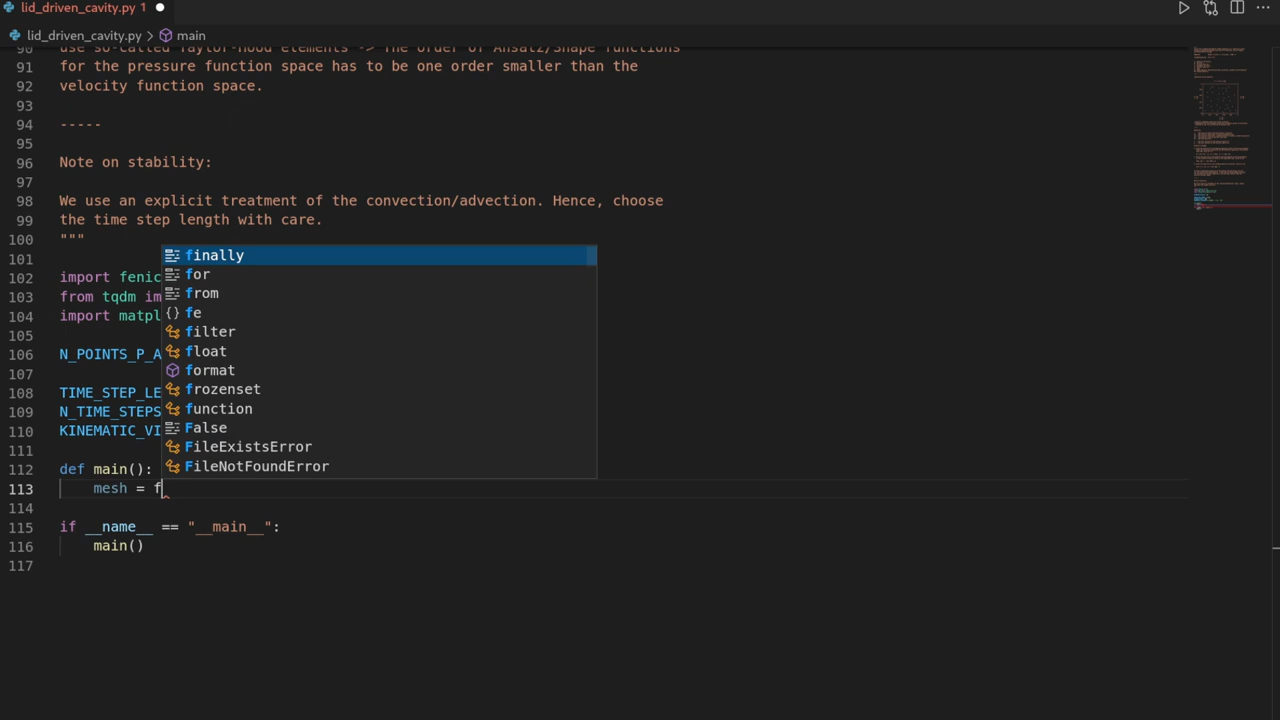 lid_driven_cavity.py 1
lid_driven_cavity.py > main
90 use so-called Taylor-Hood elements -> The order of Ansatz/Shape functions
91 for the pressure function space has to be one order smaller than the
92 velocity function space.
93
94 -----
95
96 Note on stability:
97
98 We use an explicit treatment of the convection/advection. Hence, choose
99 the time step length with care.
100 """
101
102 import fenic
103 from tqdm im
104 import matpl
105
106 N_POINTS_P_A
107
108 TIME_STEP_LE
109 N_TIME_STEPS
110 KINEMATIC_VI
111
112 def main():
113 mesh = f
114
115 if __name__ == "__main__":
116 main()
117
finally
for
from
{} fe
filter
float
format
frozenset
function
False
FileExistsError
FileNotFoundError